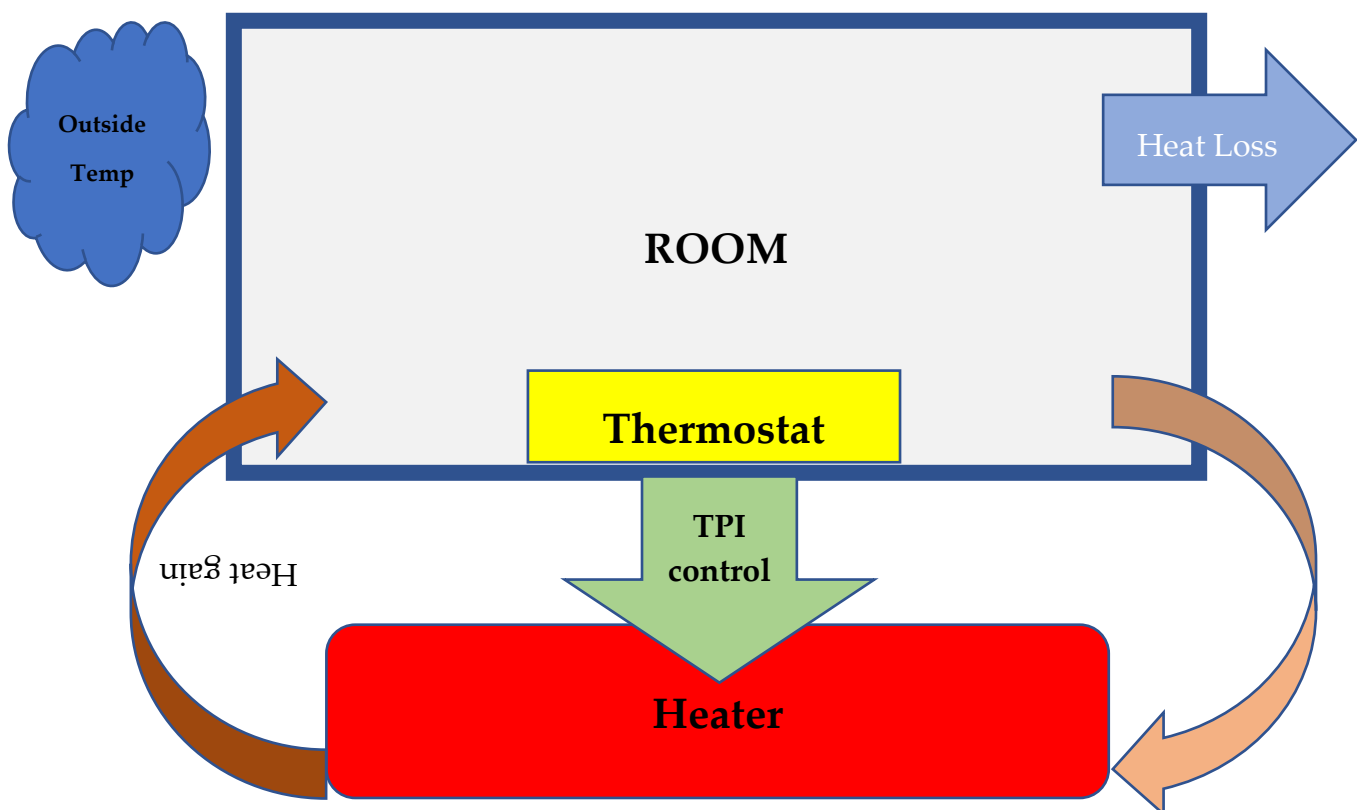 Outside
Temp
Heat Loss
ROOM
Thermostat
TPI
control
Heat gain
Heater